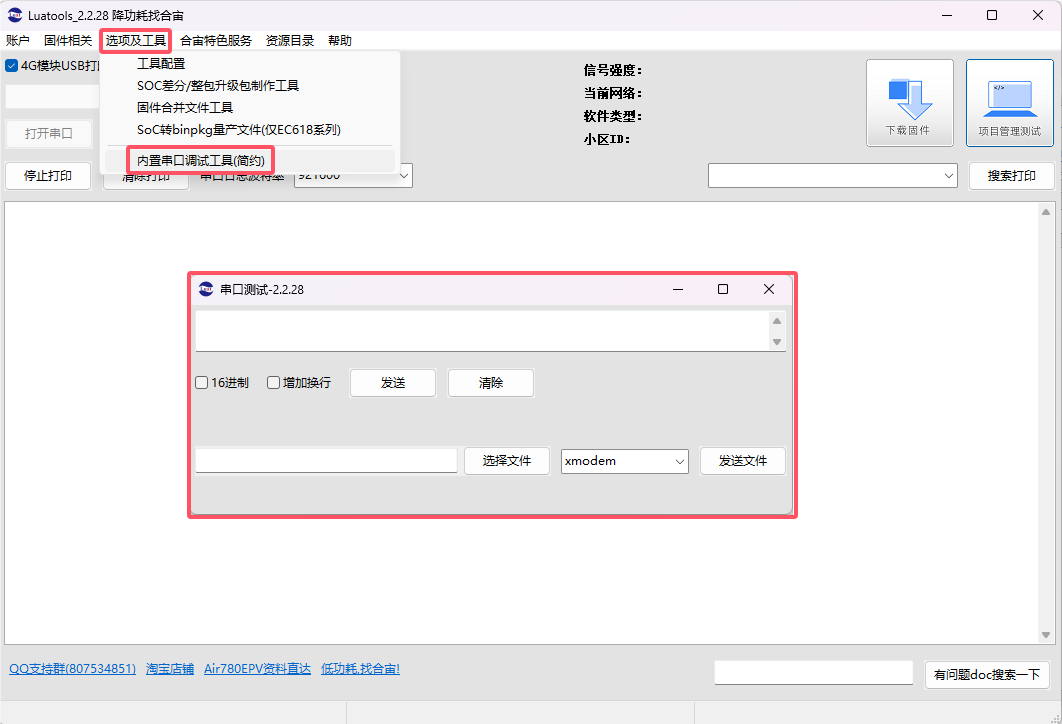 Luatools_2.2.28 降功耗找合宙
账户 固件相关 选项及工具 合宙特色服务 资源目录 帮助
4G模块USB打
工具配置
SOC差分/整包升级包制作工具
固件合并文件工具
SoC转binpkg量产文件(仅EC618系列)
内置串口调试工具(简约)
信号强度:
当前网络:
软件类型:
小区ID:
下载固件
项目管理测试
打开串口
停止打印 清除打印 串口日志波特率 921600 搜索打印
串口测试-2.2.28
16进制 增加换行 发送 清除
选择文件 xmodem 发送文件
QQ支持群(807534851) 淘宝店铺 Air780EPV资料直达 低功耗,找合宙! 有问题doc搜索一下